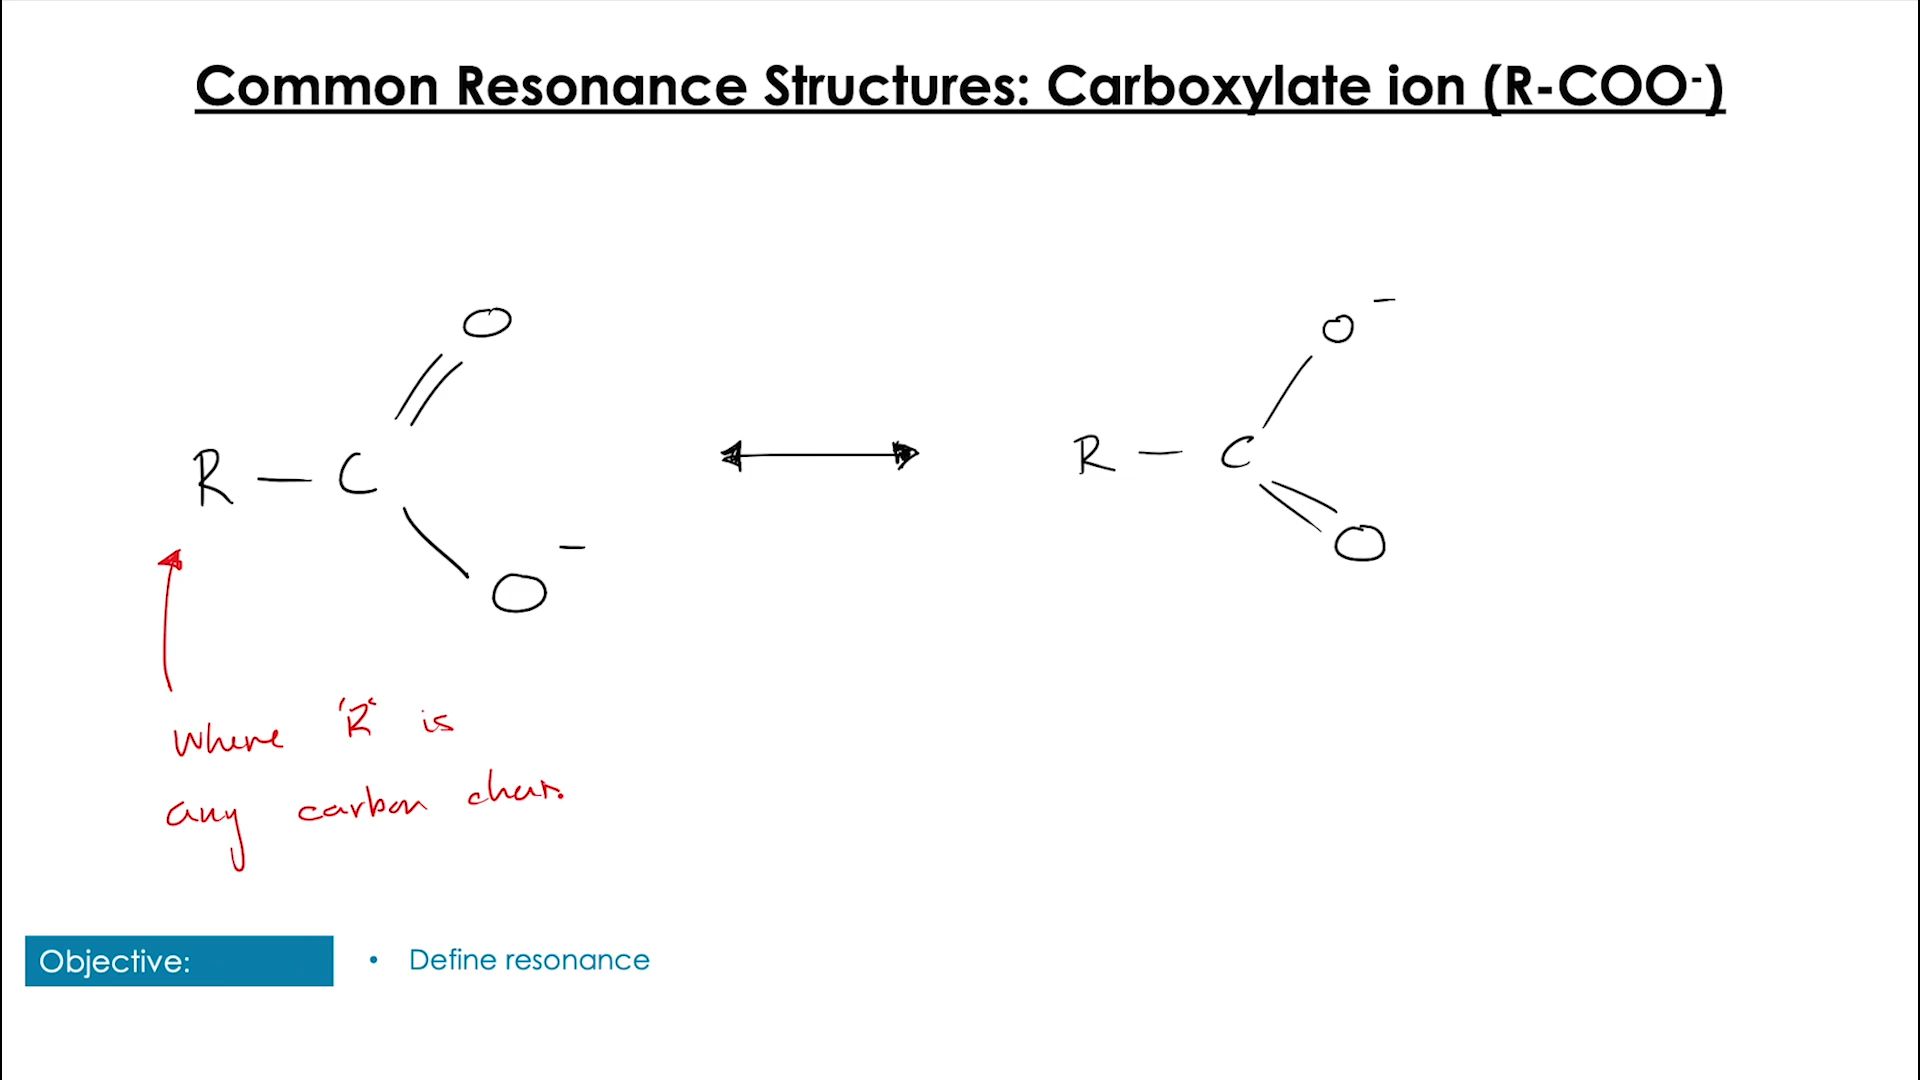 Common Resonance Structures: Carboxylate ion (R-COO⁻)
O
R — C
O⁻
O⁻
R — C
O
Where 'R' is
any carbon chain
Objective:
• Define resonance